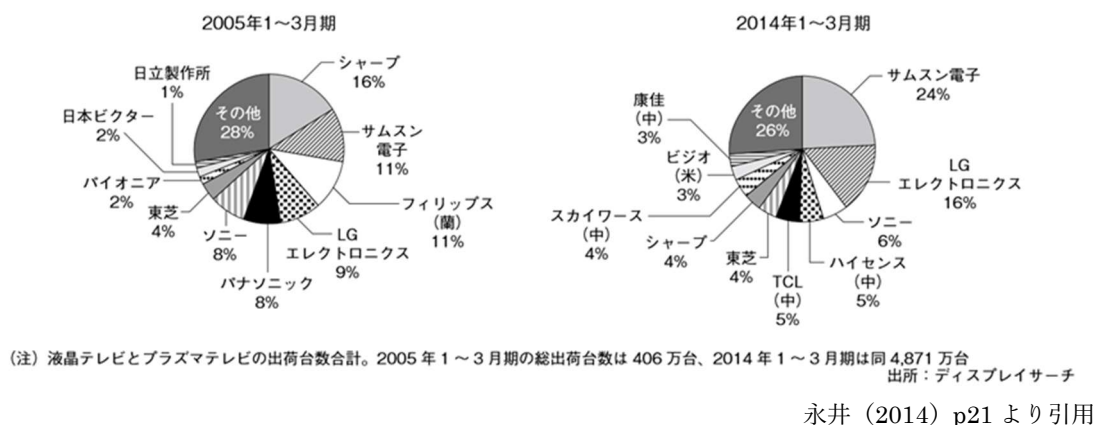 2005年1～3月期
シャープ
16%
サムスン
電子
11%
フィリップス
（蘭）
11%
LG
エレクトロニクス
9%
パナソニック
8%
ソニー
8%
東芝
4%
パイオニア
2%
日本ビクター
2%
日立製作所
1%
その他
28%
2014年1～3月期
サムスン電子
24%
LG
エレクトロニクス
16%
ソニー
6%
ハイセンス
（中）
5%
TCL
（中）
5%
東芝
4%
シャープ
4%
スカイワース
（中）
4%
ビジオ
（米）
3%
康佳
（中）
3%
その他
26%
（注）液晶テレビとプラズマテレビの出荷台数合計。2005年1～3月期の総出荷台数は406万台、2014年1～3月期は同4,871万台
出所：ディスプレイサーチ
永井（2014）p21より引用